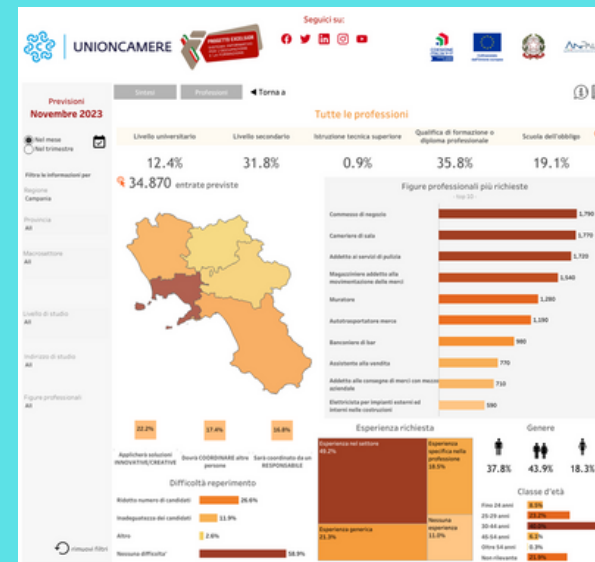 Seguici su:
UNIONCAMERE
PROGETTO EXCELSIOR
Sintesi
Professioni
Torna a
Previsioni
Novembre 2023
Nel mese
Nel trimestre
Filtra le informazioni per
Regione
Campania
Provincia
All
Macrosettore
All
Livello di studio
All
Indirizzo di studio
All
Figure professionali
All
rimuovi filtri
Tutte le professioni
Livello universitario
Livello secondario
Istruzione tecnica superiore
Qualifica di formazione o
diploma professionale
Scuola dell'obbligo
12.4%
31.8%
0.9%
35.8%
19.1%
34.870 entrate previste
Figure professionali più richieste
- top 10 -
Commesso di negozio
1,790
Cameriere di sala
1,770
Addetto ai servizi di pulizia
1,720
Magazziniere addetto alla
movimentazione delle merci
1,540
Muratore
1,280
Autotrasportatore merco
1,190
Banconiere di bar
980
Assistente alla vendita
770
Addetto alle consegne di merci con mezzo
aziendale
710
Elettricista per impianti esterni ed
interni nelle costruzioni
590
22.2%
17.4%
16.8%
Applicherà soluzioni
INNOVATIVE/CREATIVE
Dovrà COORDINARE altre
persone
Sarà coordinato da un
RESPONSABILE
Difficoltà reperimento
Ridotto numero di candidati
26.6%
Inadeguatezza dei candidati
11.9%
Altro
2.6%
Nessuna difficolta'
58.9%
Esperienza richiesta
Esperienza nel settore
49.2%
Esperienza
specifica nella
professione
18.5%
Esperienza generica
21.3%
Nessuna
esperienza
11.0%
Genere
37.8%
43.9%
18.3%
Classe d'età
Fino 24 anni
25-29 anni
23.2%
30-44 anni
45-54 anni
Oltre 54 anni
0.3%
Non rilevante
21.9%